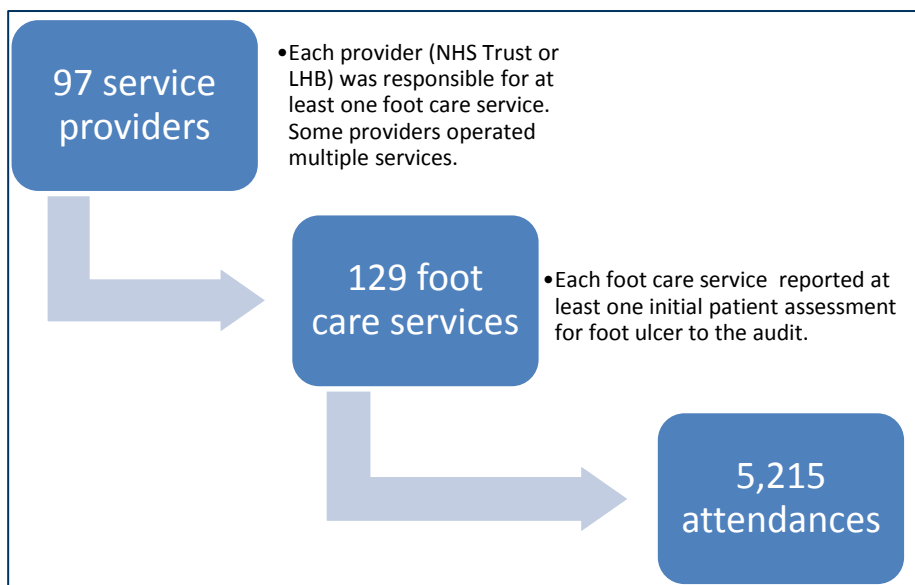 97 service
providers
•Each provider (NHS Trust or
LHB) was responsible for at
least one foot care service.
Some providers operated
multiple services.
129 foot
care services
•Each foot care service  reported at
least one initial patient assessment
for foot ulcer to the audit.
5,215
attendances